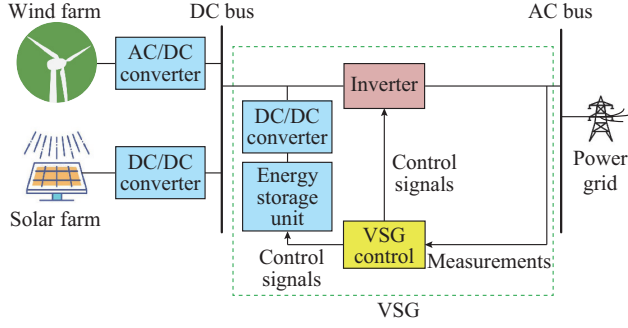 Wind farm
DC bus
AC bus
AC/DC
converter
Inverter
DC/DC
converter
DC/DC
converter
Control
signals
Power
grid
Energy
storage
unit
Solar farm
VSG
control
Control
signals
Measurements
VSG